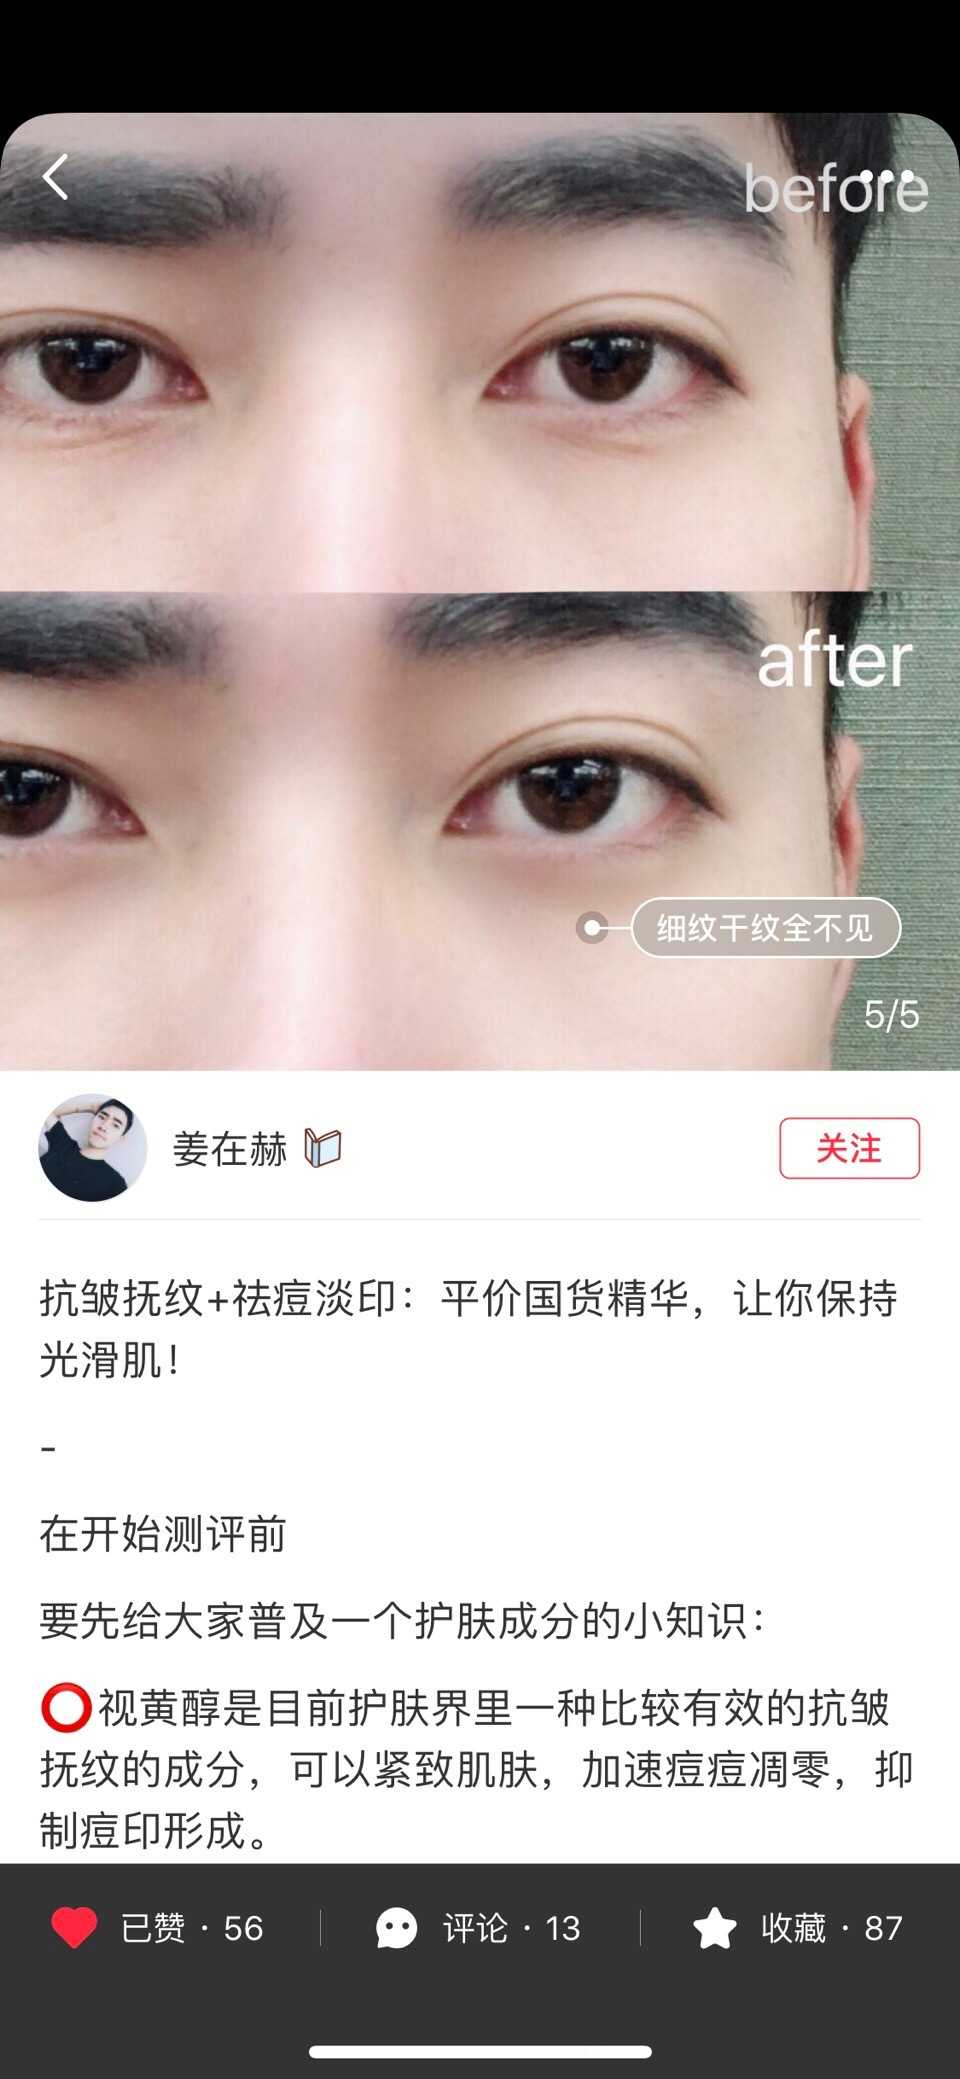 before
after
细纹干纹全不见
5/5
姜在赫
关注
抗皱抚纹+祛痘淡印：平价国货精华，让你保持
光滑肌！
-
在开始测评前
要先给大家普及一个护肤成分的小知识：
⭕视黄醇是目前护肤界里一种比较有效的抗皱
抚纹的成分，可以紧致肌肤，加速痘痘凋零，抑
制痘印形成。
已赞 · 56
评论 · 13
收藏 · 87